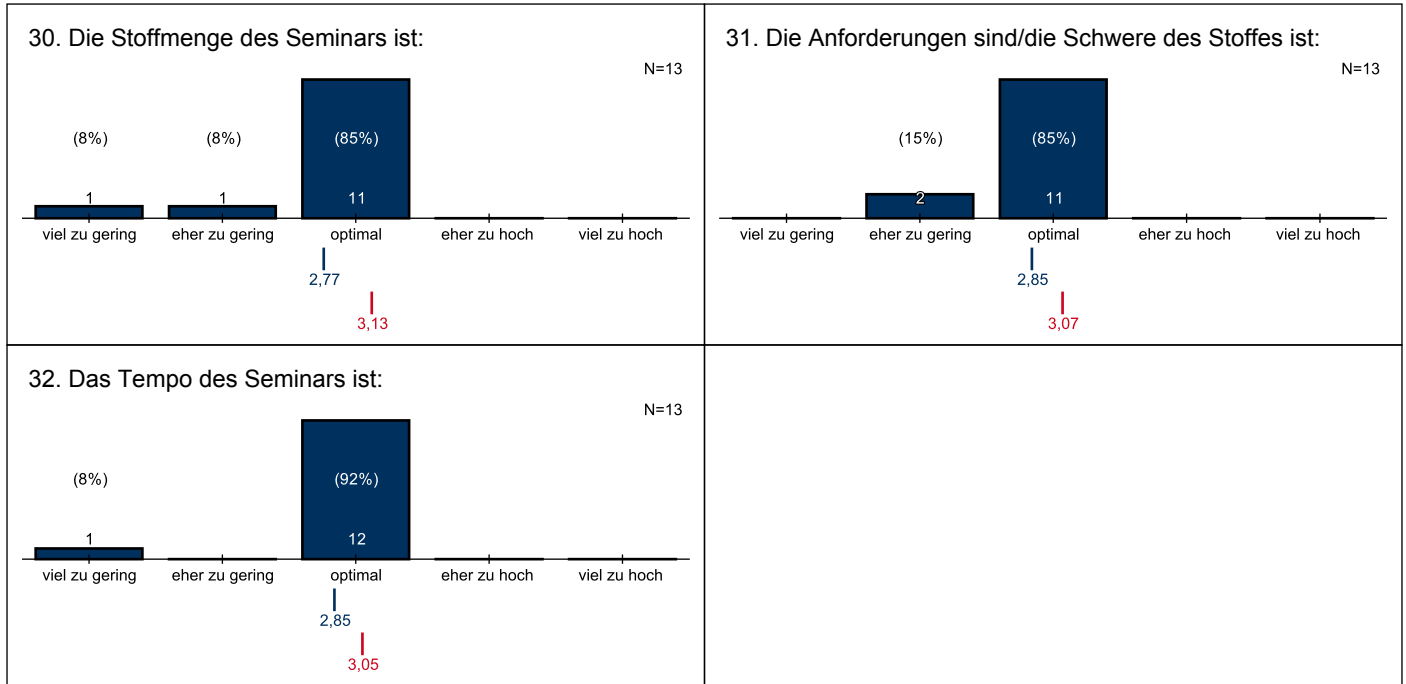 30. Die Stoffmenge des Seminars ist:
N=13
(8%) (8%) (85%)
1 1 11
viel zu gering eher zu gering optimal eher zu hoch viel zu hoch
2,77
3,13
31. Die Anforderungen sind/die Schwere des Stoffes ist:
N=13
(15%) (85%)
2 11
viel zu gering eher zu gering optimal eher zu hoch viel zu hoch
2,85
3,07
32. Das Tempo des Seminars ist:
N=13
(8%) (92%)
1 12
viel zu gering eher zu gering optimal eher zu hoch viel zu hoch
2,85
3,05